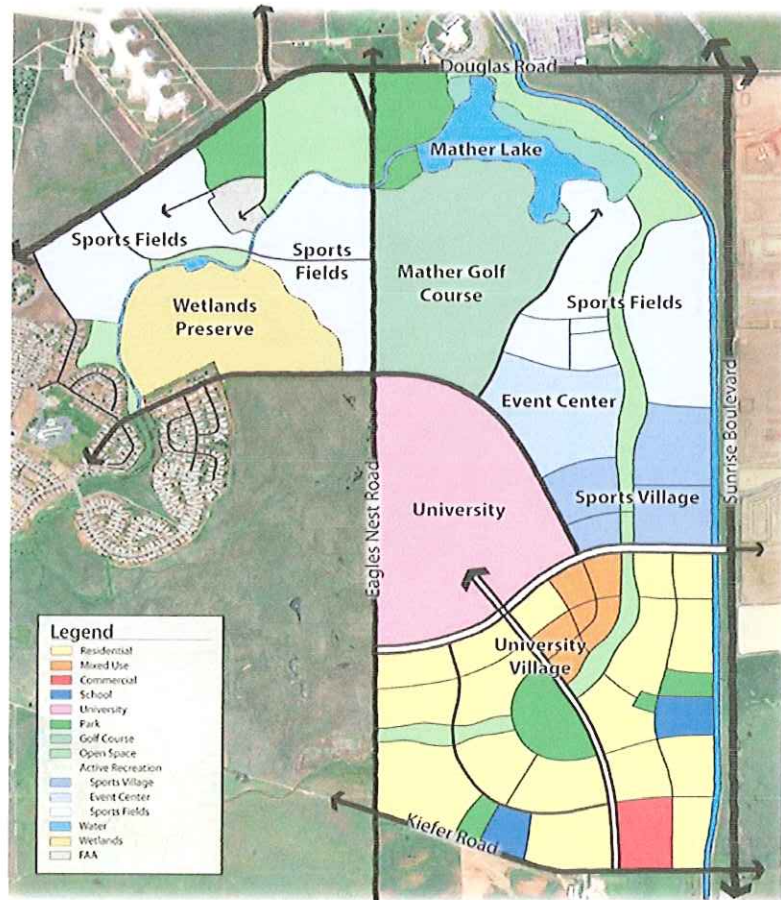 Douglas Road
Mather Lake
Sports Fields
Sports
Fields
Mather Golf
Course
Wetlands
Preserve
Sports Fields
Event Center
Sunrise Boulevard
Eagles Nest Road
University
Sports Village
University
Village
Kiefer Road
Legend
Residential
Mixed Use
Commercial
School
University
Park
Golf Course
Open Space
Active Recreation
Sports Village
Event Center
Sports Fields
Water
Wetlands
FAA